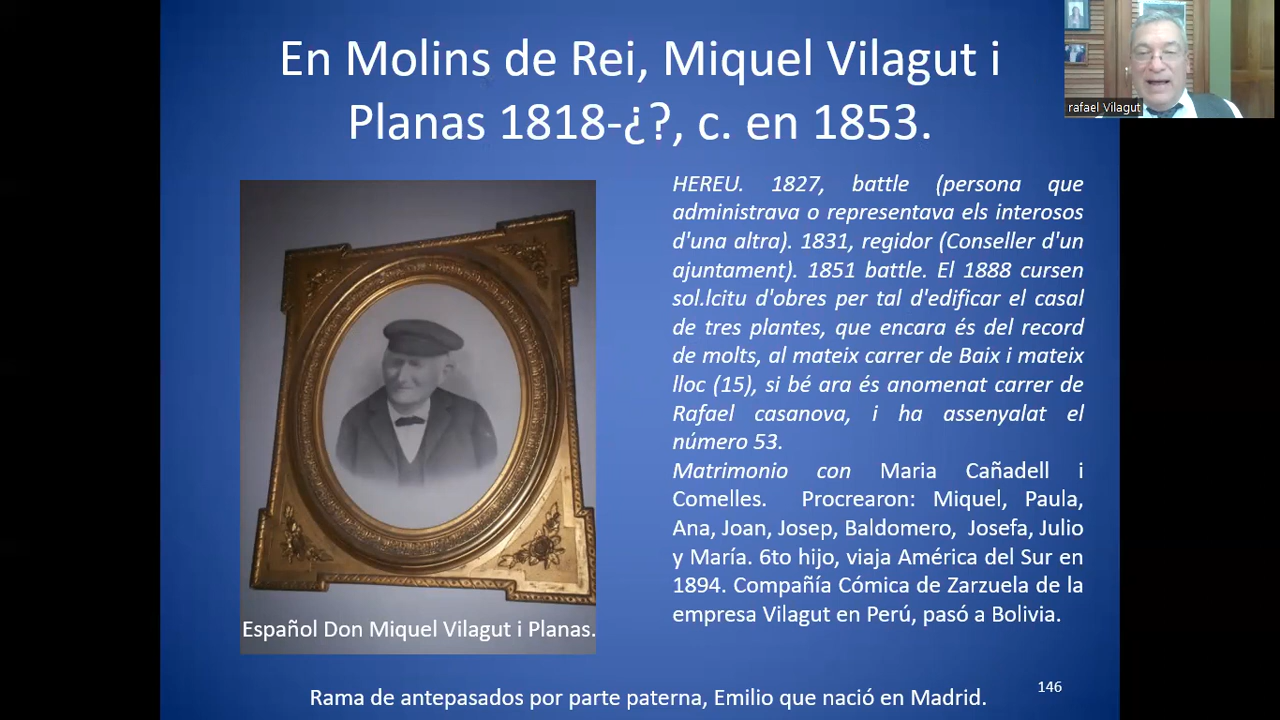 En Molins de Rei, Miquel Vilagut i
Planas 1818-¿?, c. en 1853.
rafael Vilagut
HEREU. 1827, battle (persona que
administrava o representava els interosos
d'una altra). 1831, regidor (Conseller d'un
ajuntament). 1851 battle. El 1888 cursen
sol.lcitu d'obres per tal d'edificar el casal
de tres plantes, que encara és del record
de molts, al mateix carrer de Baix i mateix
lloc (15), si bé ara és anomenat carrer de
Rafael casanova, i ha assenyalat el
número 53.
Matrimonio con Maria Cañadell i
Comelles. Procrearon: Miquel, Paula,
Ana, Joan, Josep, Baldomero, Josefa, Julio
y María. 6to hijo, viaja América del Sur en
1894. Compañía Cómica de Zarzuela de la
empresa Vilagut en Perú, pasó a Bolivia.
Español Don Miquel Vilagut i Planas.
Rama de antepasados por parte paterna, Emilio que nació en Madrid.
146